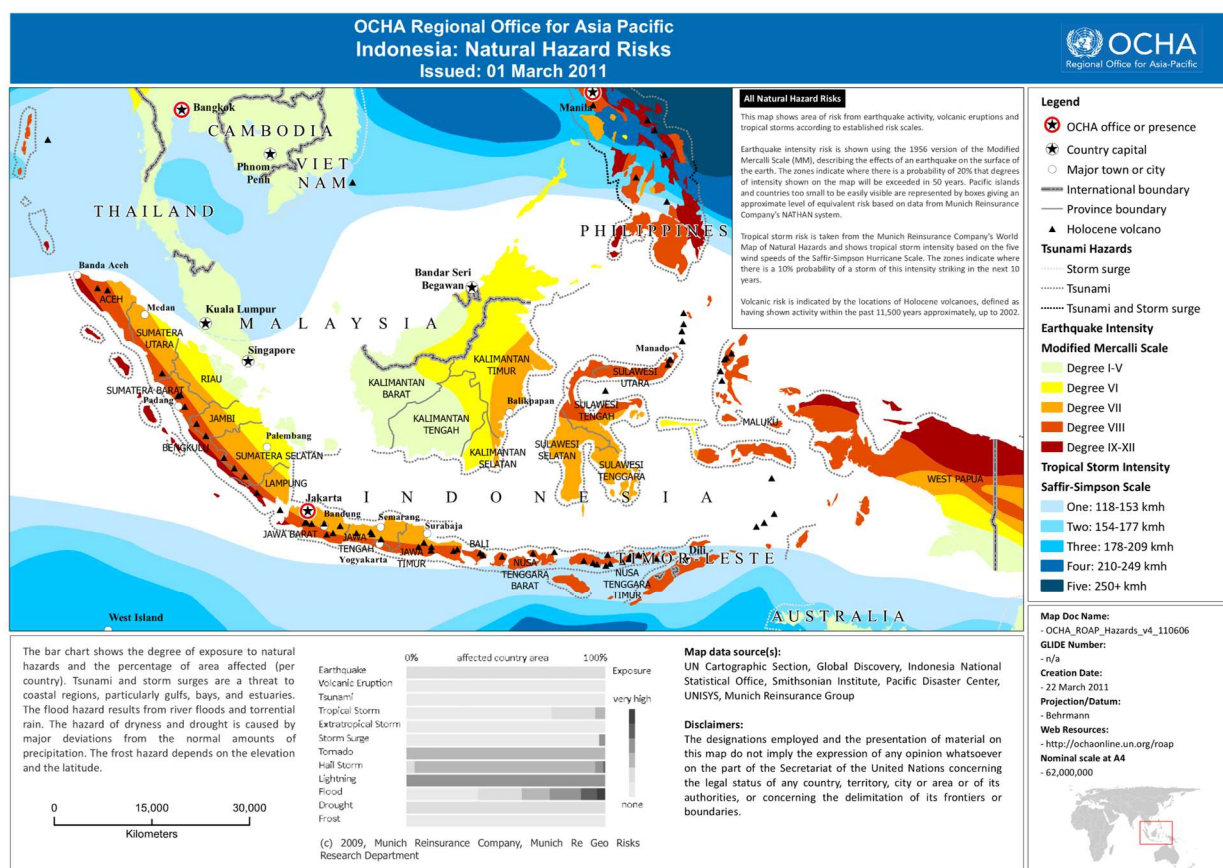 OCHA Regional Office for Asia Pacific
Indonesia: Natural Hazard Risks
Issued: 01 March 2011
OCHA
Regional Office for Asia-Pacific
Bangkok
CAMBODIA
Phnom
Penh
VIET
NAM
THAILAND
Manila
PHILIPPINES
Banda Aceh
ACEH
Medan
SUMATERA
UTARA
Kuala Lumpur
MALAYSIA
Singapore
Bandar Seri
Begawan
RIAU
SUMATERA BARAT
Padang
JAMBI
BENGKULU
Palembang
SUMATERA SELATAN
LAMPUNG
KALIMANTAN
BARAT
KALIMANTAN
TENGAH
KALIMANTAN
TIMUR
Balikpapan
KALIMANTAN
SELATAN
Manado
SULAWESI
UTARA
SULAWESI
TENGAH
SULAWESI
SELATAN
SULAWESI
TENGGARA
MALUKU
WEST PAPUA
INDONESIA
Jakarta
Bandung
JAWA BARAT
Semarang
JAWA
TENGAH
Yogyakarta
Surabaja
JAWA
TIMUR
BALI
NUSA
TENGGARA
BARAT
NUSA
TENGGARA
TIMUR
Dili
TIMOR-LESTE
AUSTRALIA
West Island
All Natural Hazard Risks
This map shows area of risk from earthquake activity, volcanic eruptions and
tropical storms according to established risk scales.
Earthquake intensity risk is shown using the 1956 version of the Modified
Mercalli Scale (MM), describing the effects of an earthquake on the surface of
the earth. The zones indicate where there is a probability of 20% that degrees
of intensity shown on the map will be exceeded in 50 years. Pacific islands
and countries too small to be easily visible are represented by boxes giving an
approximate level of equivalent risk based on data from Munich Reinsurance
Company's NATHAN system.
Tropical storm risk is taken from the Munich Reinsurance Company's World
Map of Natural Hazards and shows tropical storm intensity based on the five
wind speeds of the Saffir-Simpson Hurricane Scale. The zones indicate where
there is a 10% probability of a storm of this intensity striking in the next 10
years.
Volcanic risk is indicated by the locations of Holocene volcanoes, defined as
having shown activity within the past 11,500 years approximately, up to 2002.
Legend
OCHA office or presence
Country capital
Major town or city
International boundary
Province boundary
Holocene volcano
Tsunami Hazards
Storm surge
Tsunami
Tsunami and Storm surge
Earthquake Intensity
Modified Mercalli Scale
Degree I-V
Degree VI
Degree VII
Degree VIII
Degree IX-XII
Tropical Storm Intensity
Saffir-Simpson Scale
One: 118-153 kmh
Two: 154-177 kmh
Three: 178-209 kmh
Four: 210-249 kmh
Five: 250+ kmh
The bar chart shows the degree of exposure to natural
hazards and the percentage of area affected (per
country). Tsunami and storm surges are a threat to
coastal regions, particularly gulfs, bays, and estuaries.
The flood hazard results from river floods and torrential
rain. The hazard of dryness and drought is caused by
major deviations from the normal amounts of
precipitation. The frost hazard depends on the elevation
and the latitude.
0 15,000 30,000
Kilometers
0% affected country area 100%
Earthquake
Volcanic Eruption
Tsunami
Tropical Storm
Extratropical Storm
Storm Surge
Tornado
Hail Storm
Lightning
Flood
Drought
Frost
Exposure
very high
none
(c) 2009, Munich Reinsurance Company, Munich Re Geo Risks
Research Department
Map data source(s):
UN Cartographic Section, Global Discovery, Indonesia National
Statistical Office, Smithsonian Institute, Pacific Disaster Center,
UNISYS, Munich Reinsurance Group
Disclaimers:
The designations employed and the presentation of material on
this map do not imply the expression of any opinion whatsoever
on the part of the Secretariat of the United Nations concerning
the legal status of any country, territory, city or area or of its
authorities, or concerning the delimitation of its frontiers or
boundaries.
Map Doc Name:
- OCHA_ROAP_Hazards_v4_110606
GLIDE Number:
- n/a
Creation Date:
- 22 March 2011
Projection/Datum:
- Behrmann
Web Resources:
- http://ochaonline.un.org/roap
Nominal scale at A4
- 62,000,000